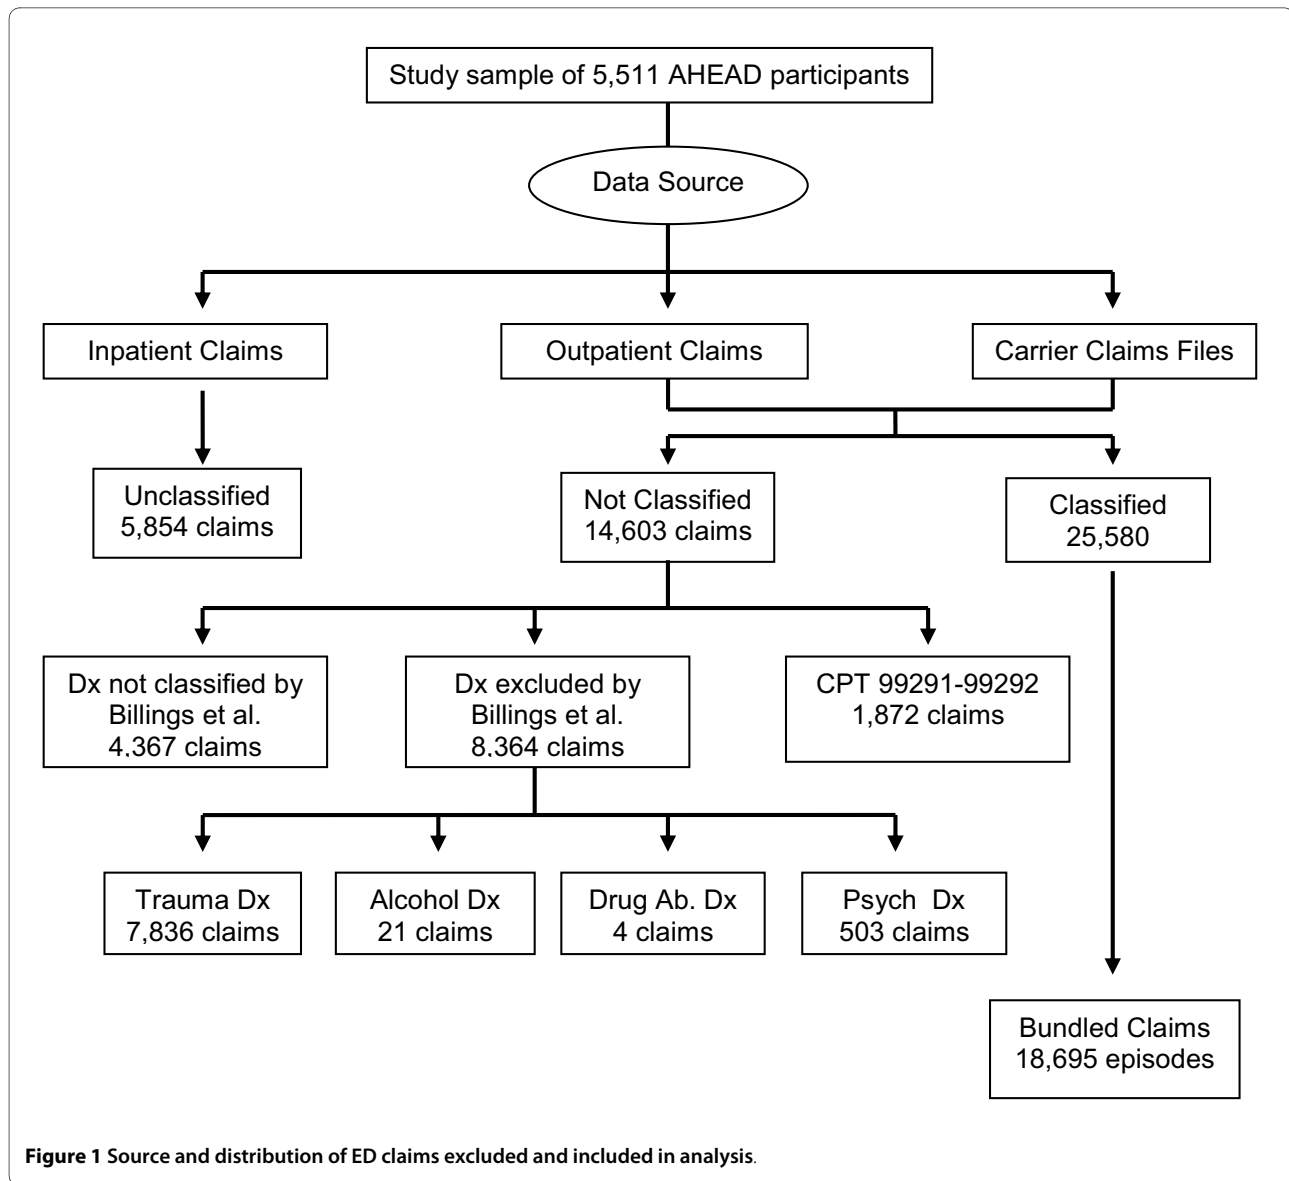 Study sample of 5,511 AHEAD participants
Data Source
Inpatient Claims
Outpatient Claims
Carrier Claims Files
Unclassified
5,854 claims
Not Classified
14,603 claims
Classified
25,580
Dx not classified by
Billings et al.
4,367 claims
Dx excluded by
Billings et al.
8,364 claims
CPT 99291-99292
1,872 claims
Trauma Dx
7,836 claims
Alcohol Dx
21 claims
Drug Ab. Dx
4 claims
Psych Dx
503 claims
Bundled Claims
18,695 episodes
Figure 1 Source and distribution of ED claims excluded and included in analysis.